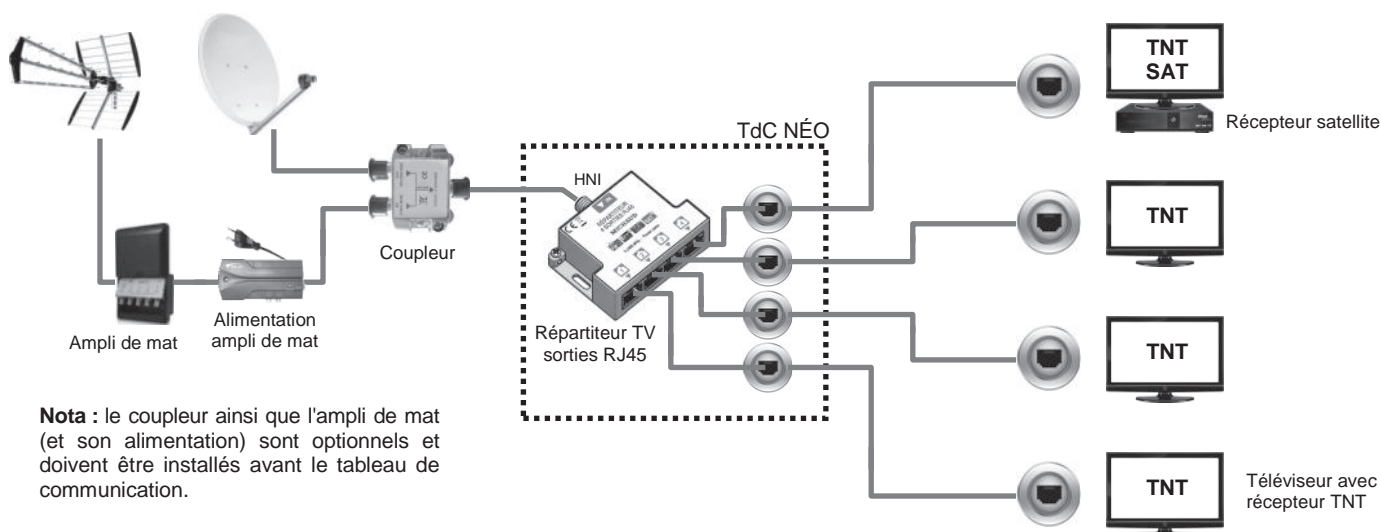 TNT
SAT
Récepteur satellite
TdC NÉO
HNI
TNT
Coupleur
Alimentation
ampli de mat
Ampli de mat
Répartiteur TV
sorties RJ45
TNT
Nota : le coupleur ainsi que l'ampli de mat
(et son alimentation) sont optionnels et
doivent être installés avant le tableau de
communication.
TNT
Téléviseur avec
récepteur TNT